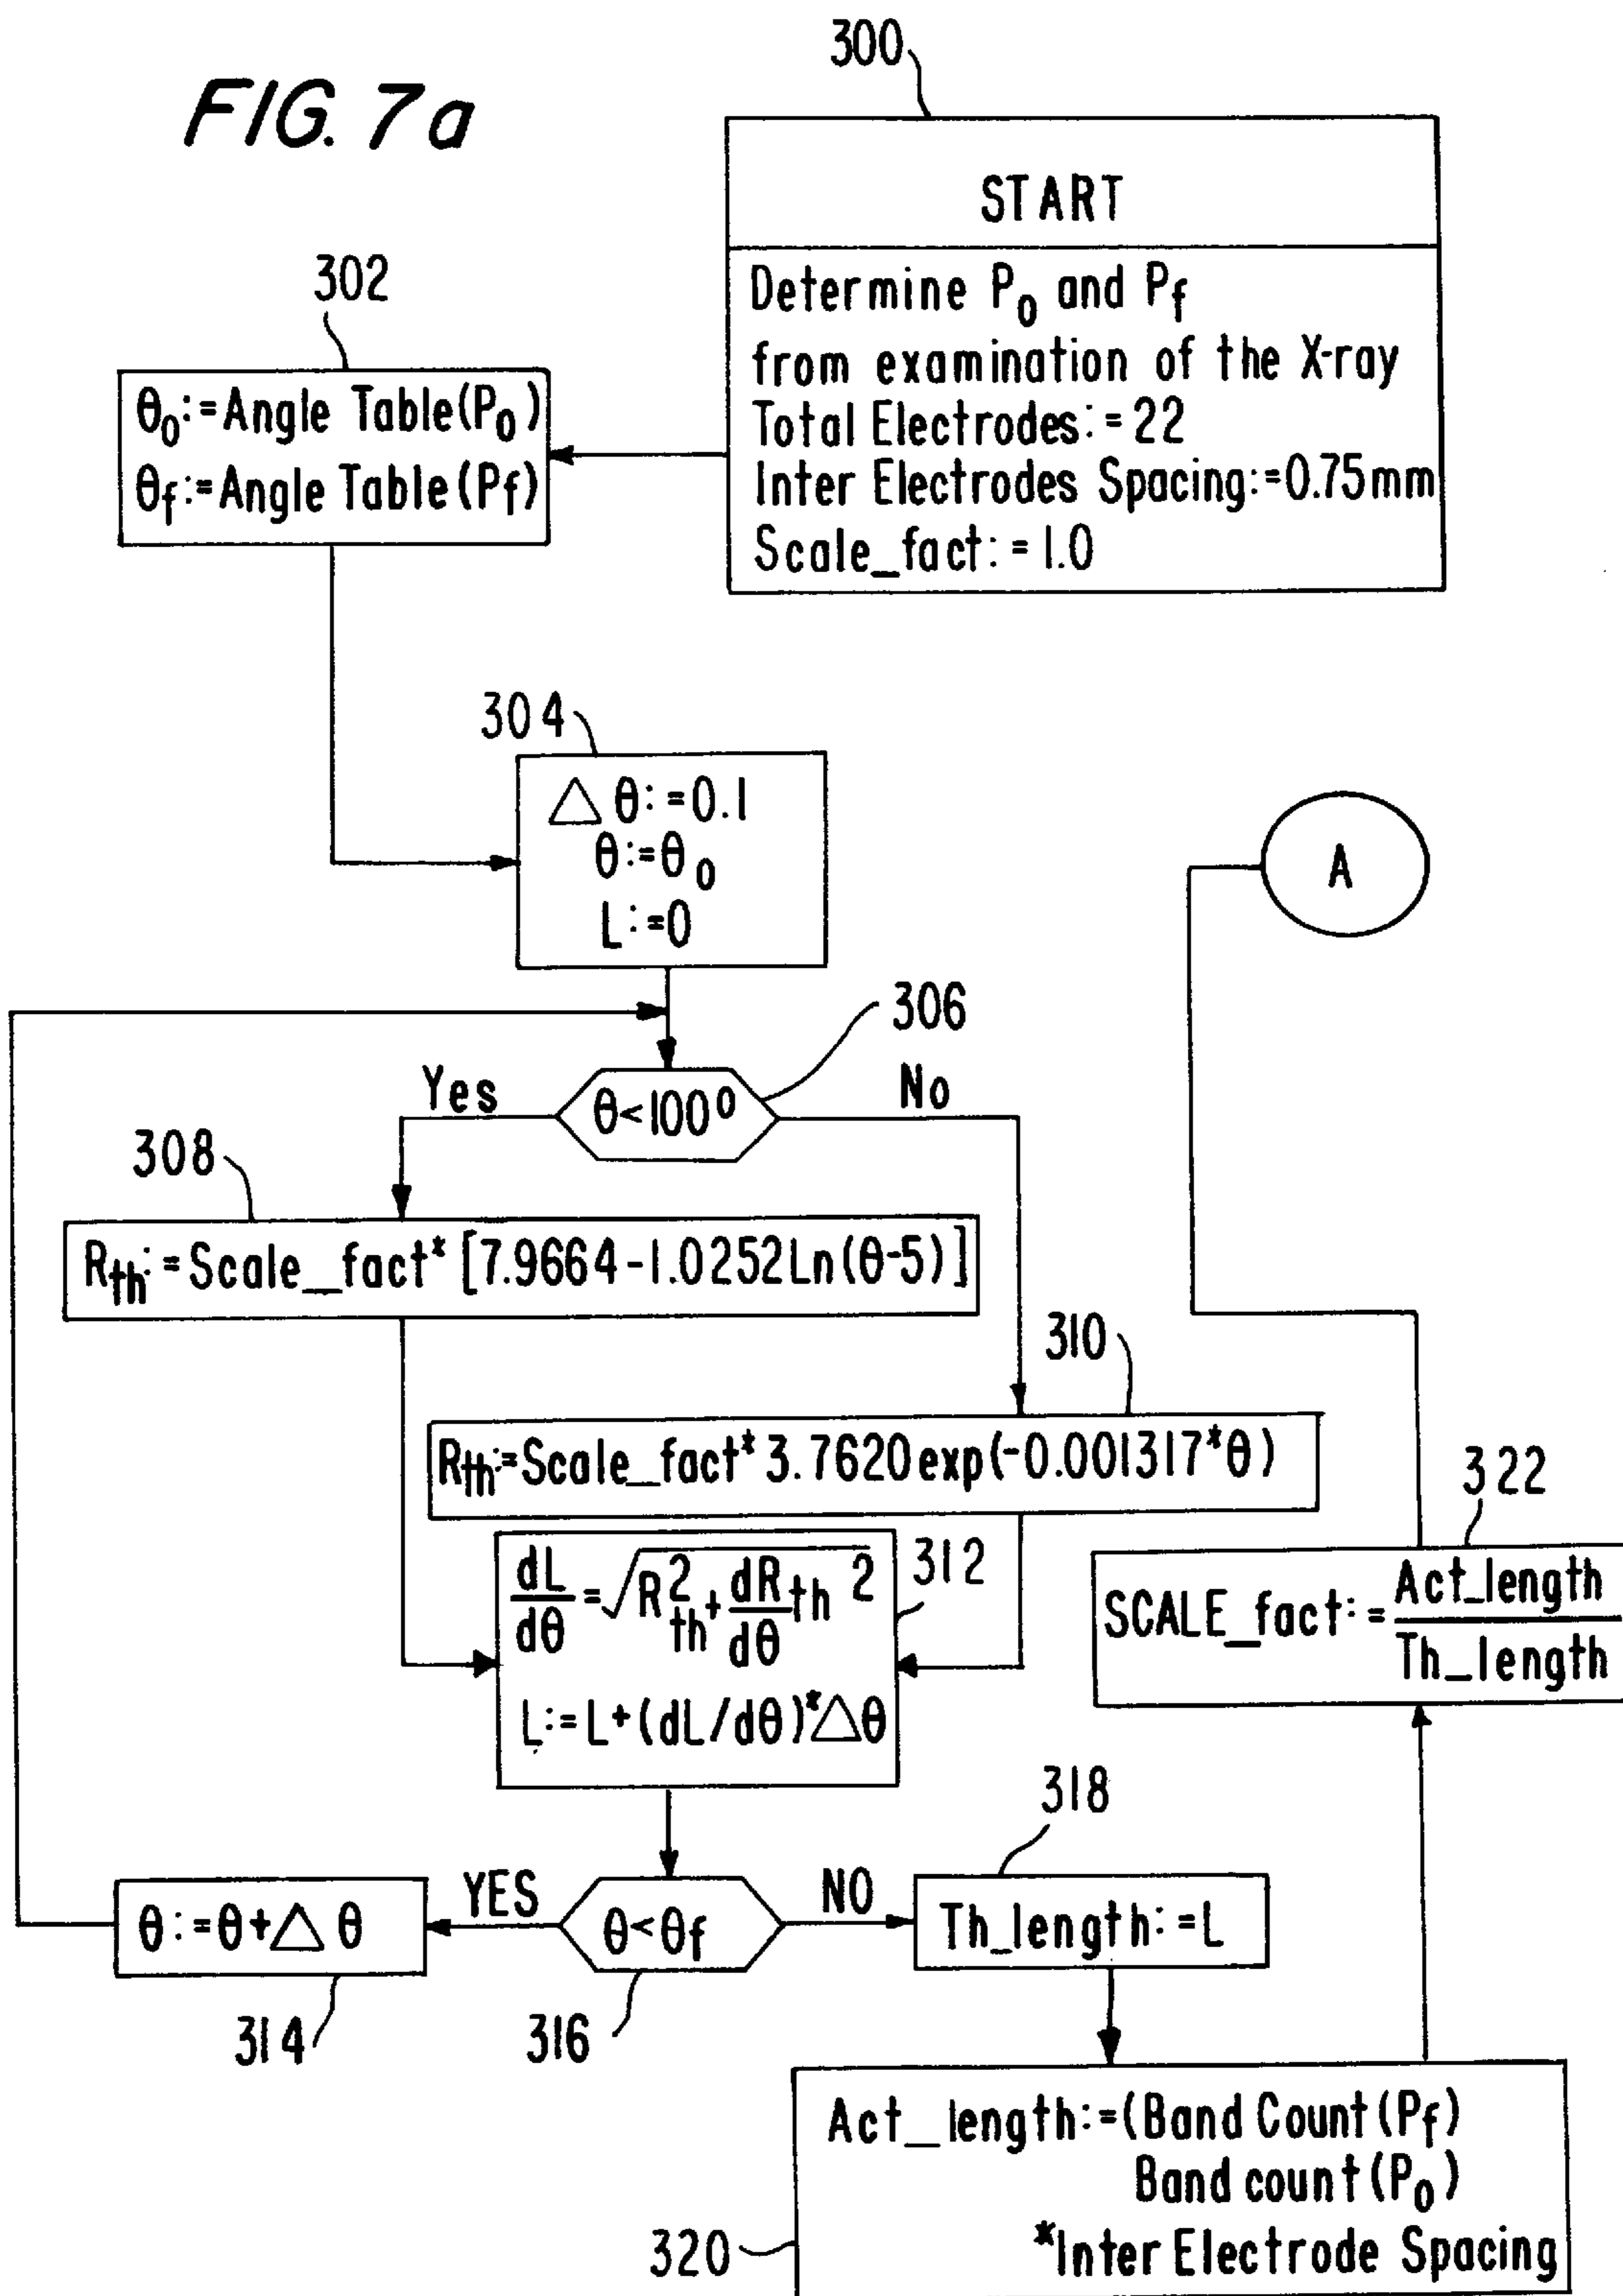 FIG. 7a
300
START
Determine P₀ and Pf
from examination of the X-ray
Total Electrodes:=22
Inter Electrodes Spacing:=0.75mm
Scale_fact:=1.0
302
θ₀:=Angle Table(P₀)
θf:=Angle Table(Pf)
304
△θ:=0.1
θ:=θ₀
L:=0
A
306
Yes
θ<100⁰
No
308
Rth:=Scale_fact*[7.9664-1.0252Ln(θ-5)]
310
Rth:=Scale_fact*3.7620exp(-0.001317*θ)
312
dL/dθ=√R²th+dR/dθth²
L:=L+(dL/dθ)*△θ
322
SCALE_fact:=Act_length/Th_length
314
θ:=θ+△θ
YES
316
θ<θf
NO
318
Th_length:=L
320
Act_length:=(Band Count(Pf)
Band count(P₀)
*Inter Electrode Spacing